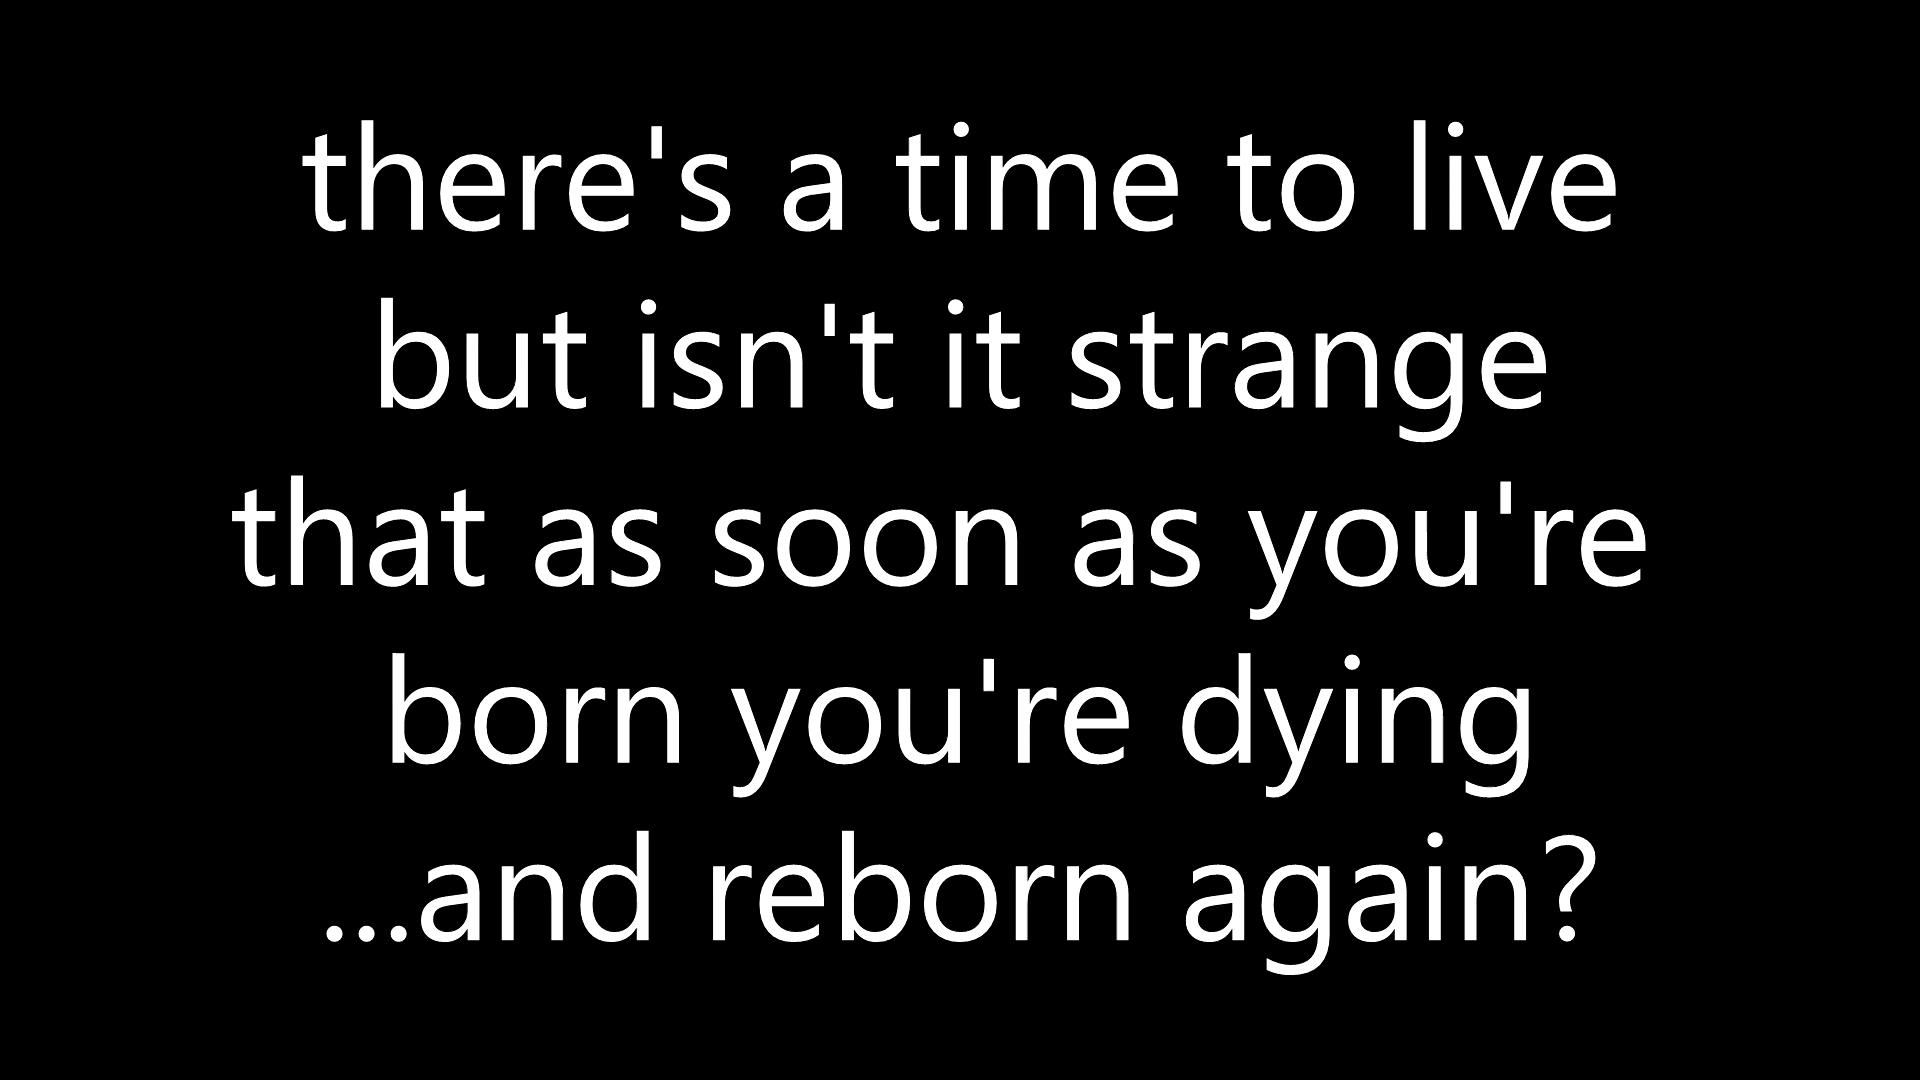 there's a time to live
but isn't it strange
that as soon as you're
born you're dying
...and reborn again?